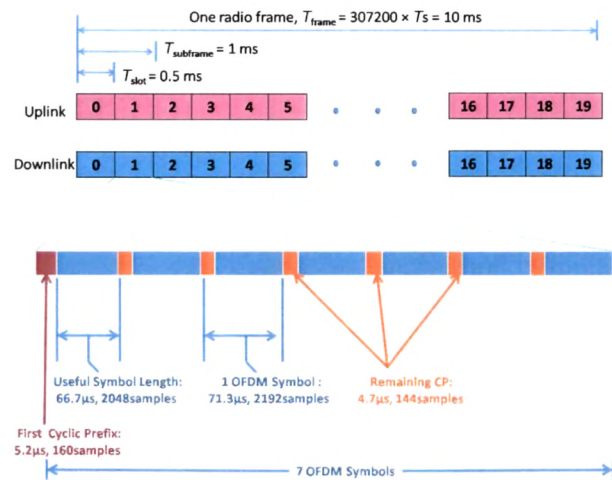 One radio frame, Tframe = 307200 × Ts = 10 ms
Tsubframe = 1 ms
Tslot = 0.5 ms
Uplink 0 1 2 3 4 5 16 17 18 19
Downlink 0 1 2 3 4 5 16 17 18 19
Useful Symbol Length:
66.7µs, 2048samples
1 OFDM Symbol :
71.3µs, 2192samples
Remaining CP:
4.7µs, 144samples
First Cyclic Prefix:
5.2µs, 160samples
7 OFDM Symbols